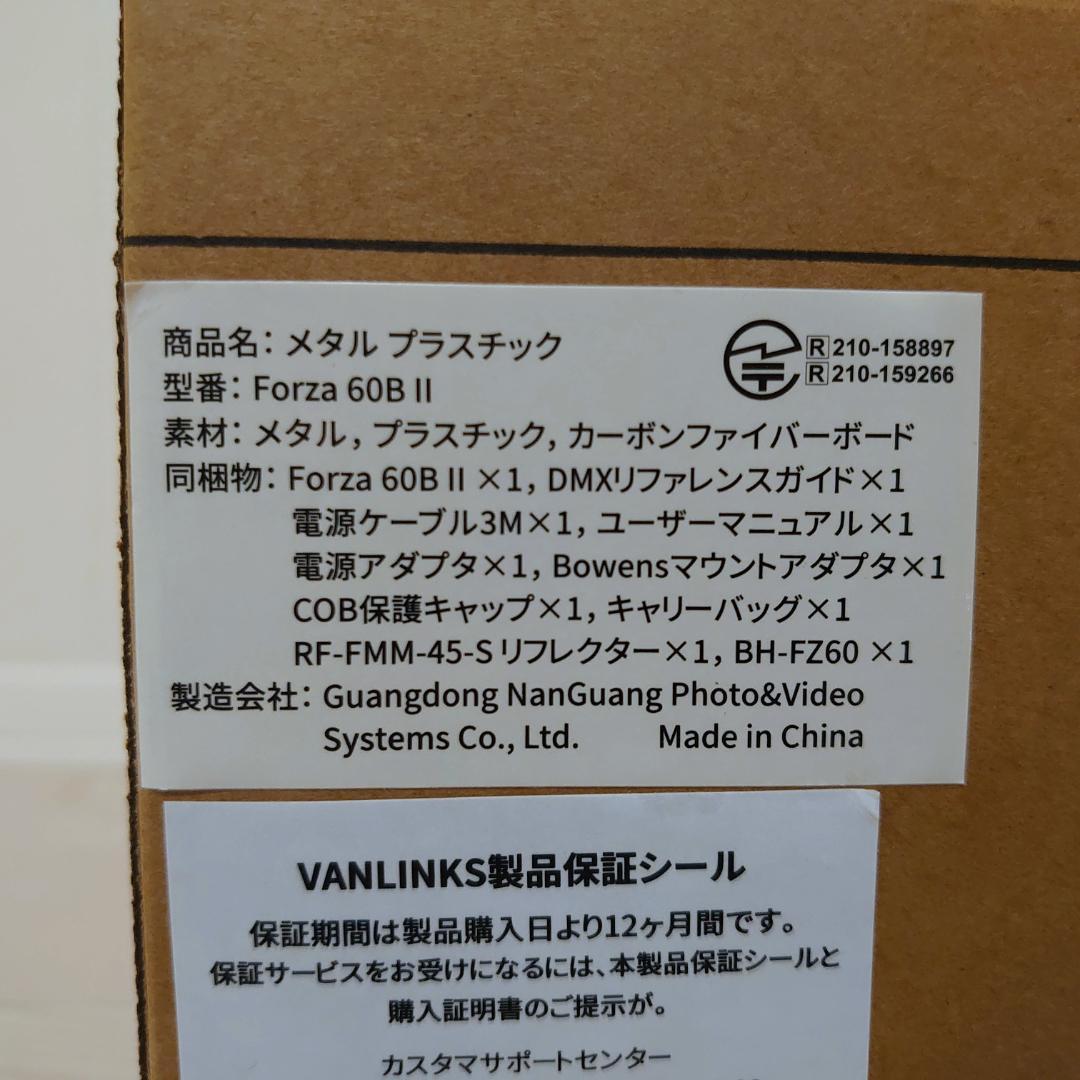 商品名：メタル プラスチック
R 210-158897
R 210-159266
型番：Forza 60B II
素材：メタル，プラスチック，カーボンファイバーボード
同梱物：Forza 60B II ×1，DMXリファレンスガイド×1
電源ケーブル3M×1，ユーザーマニュアル×1
電源アダプタ×1，Bowensマウントアダプタ×1
COB保護キャップ×1，キャリーバッグ×1
RF-FMM-45-S リフレクター×1，BH-FZ60 ×1
製造会社：Guangdong NanGuang Photo&Video
Systems Co., Ltd. Made in China
VANLINKS製品保証シール
保証期間は製品購入日より12ヶ月間です。
保証サービスをお受けになるには、本製品保証シールと
購入証明書のご提示が。
カスタマサポートセンター